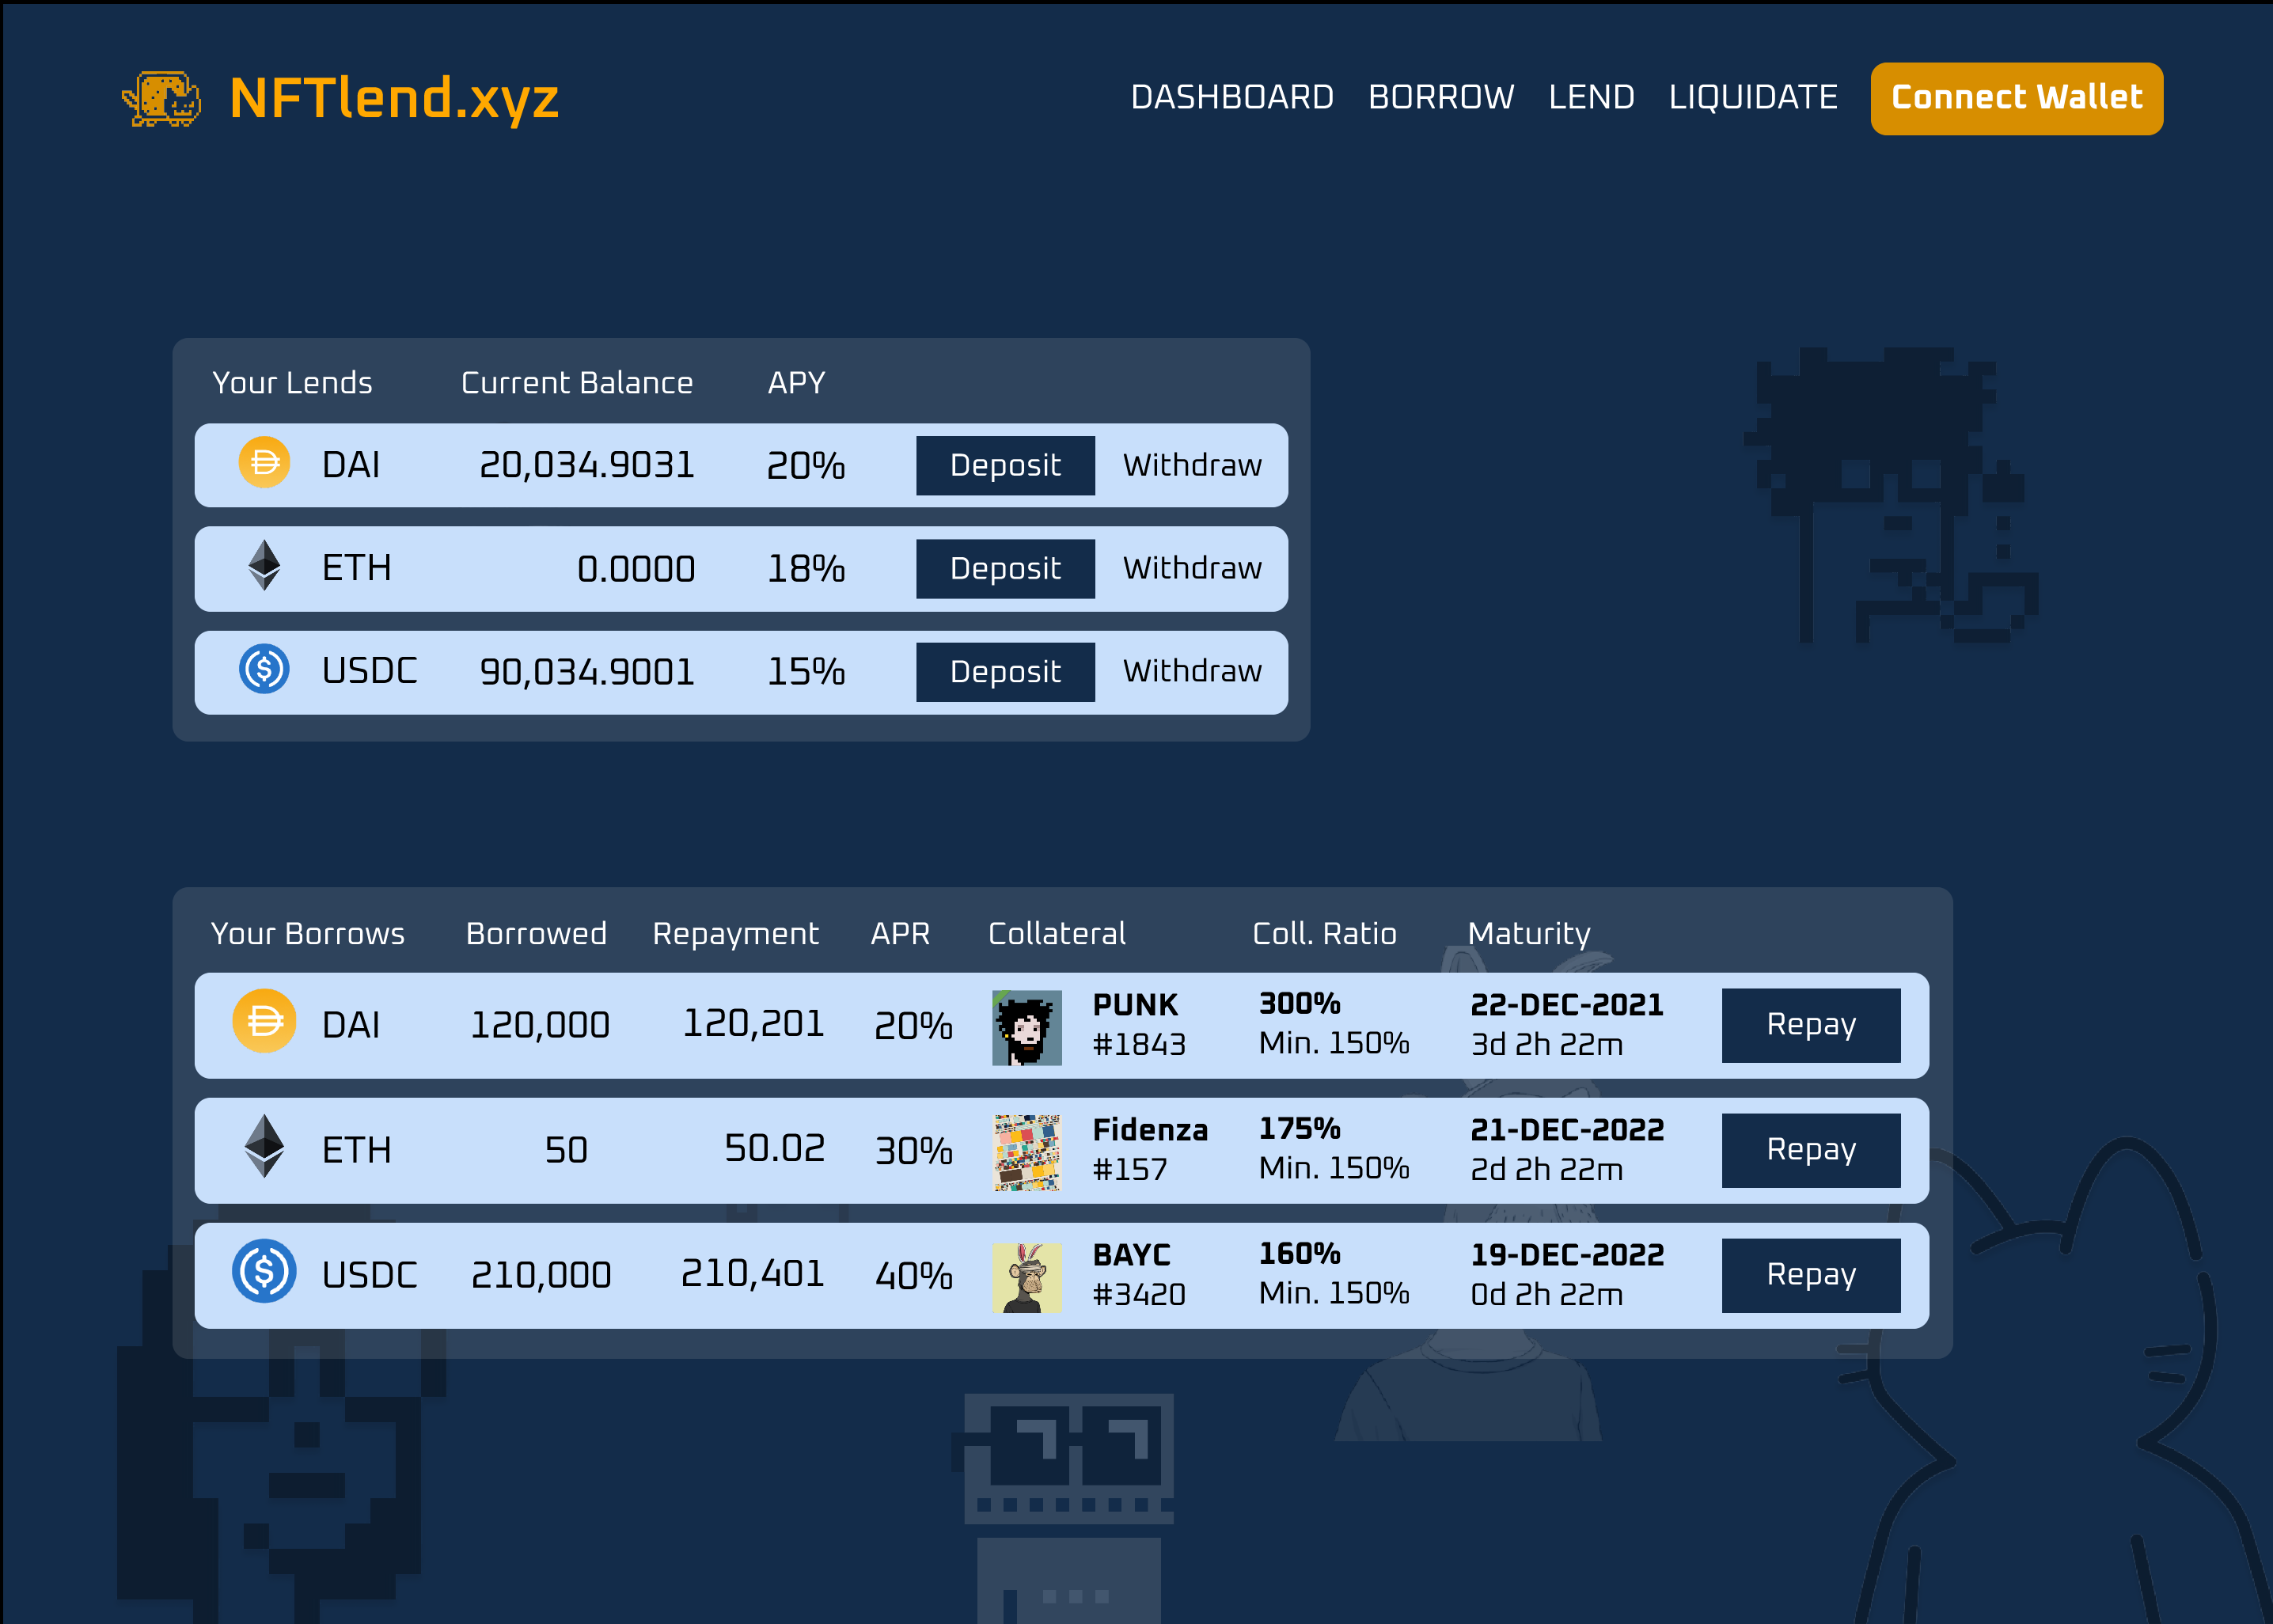 NFTlend.xyz DASHBOARD BORROW LEND LIQUIDATE Connect Wallet
Your Lends Current Balance APY
DAI 20,034.9031 20% Deposit Withdraw
ETH 0.0000 18% Deposit Withdraw
USDC 90,034.9001 15% Deposit Withdraw
Your Borrows Borrowed Repayment APR Collateral Coll. Ratio Maturity
DAI 120,000 120,201 20% PUNK #1843 300% Min. 150% 22-DEC-2021 3d 2h 22m Repay
ETH 50 50.02 30% Fidenza #157 175% Min. 150% 21-DEC-2022 2d 2h 22m Repay
USDC 210,000 210,401 40% BAYC #3420 160% Min. 150% 19-DEC-2022 0d 2h 22m Repay